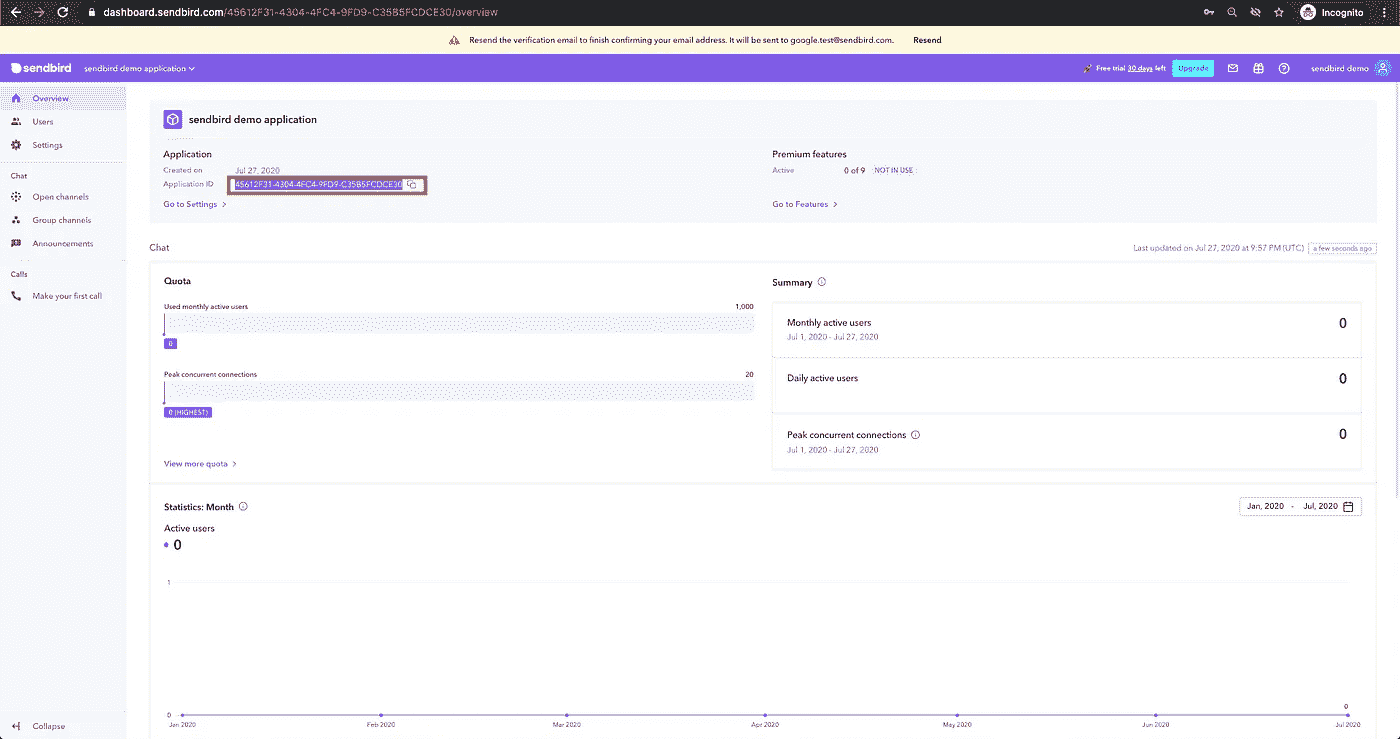 dashboard.sendbird.com/45612F31-4304-4FC4-9FD9-C35B5FCDCE30/overview
Incognito
Resend the verification email to finish confirming your email address. It will be sent to google.test@sendbird.com.
Resend
sendbird
sendbird demo application
Free trial 30 days left
Upgrade
sendbird demo
Overview
Users
Settings
Chat
Open channels
Group channels
Announcements
Calls
Make your first call
Collapse
sendbird demo application
Application
Created on Jul 27, 2020
Application ID 45612F31-4304-4FC4-9FD9-C35B5FCDCE30
Go to Settings
Premium features
Active 0 of 9 NOT IN USE
Go to Features
Chat
Last updated on Jul 27, 2020 at 9:57 PM (UTC) a few seconds ago
Quota
Used monthly active users 1,000
0
Peak concurrent connections 20
0 (HIGHEST)
View more quota
Summary
Monthly active users 0
Jul 1, 2020 - Jul 27, 2020
Daily active users 0
Peak concurrent connections 0
Jul 1, 2020 - Jul 27, 2020
Statistics: Month
Jan, 2020 - Jul, 2020
Active users
0
1
0
0
Jan 2020 Feb 2020 Mar 2020 Apr 2020 May 2020 Jun 2020 Jul 2020